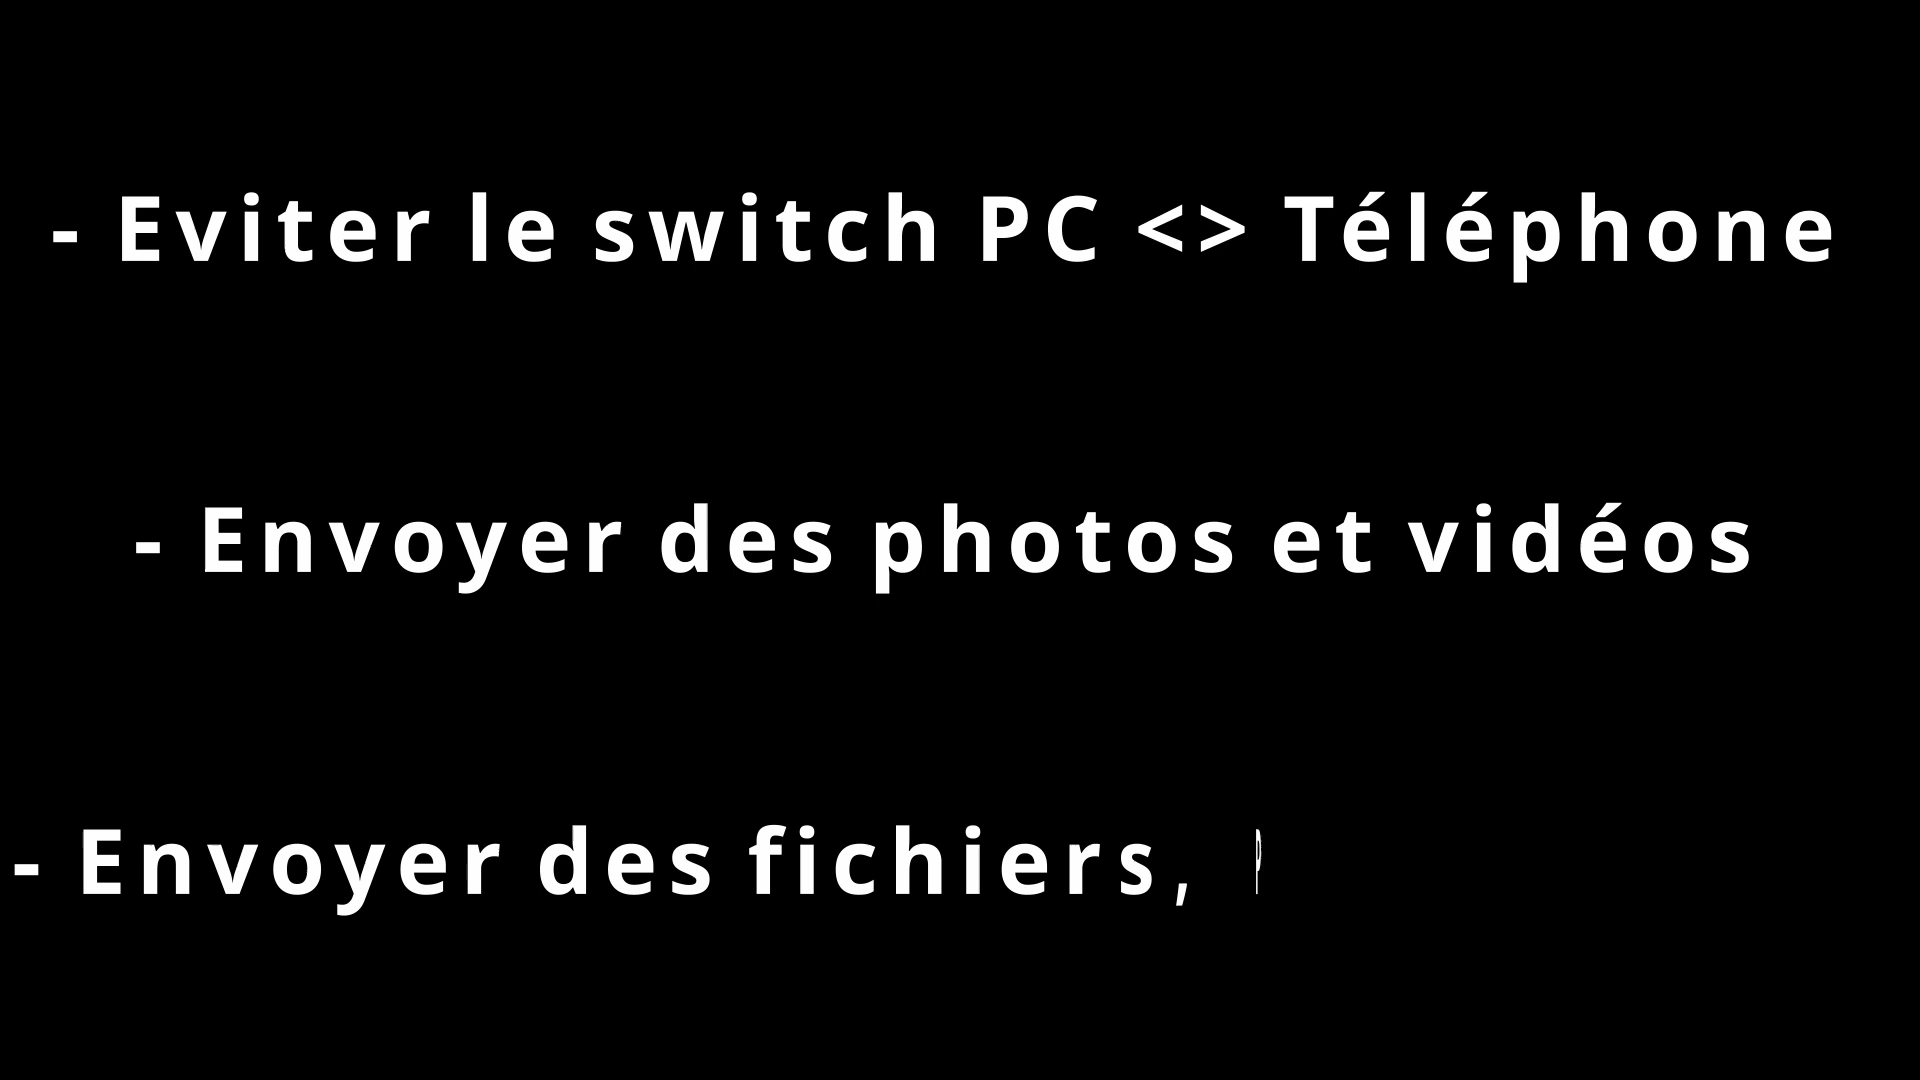 - Eviter le switch PC <> Téléphone
- Envoyer des photos et vidéos
- Envoyer des fichiers, P